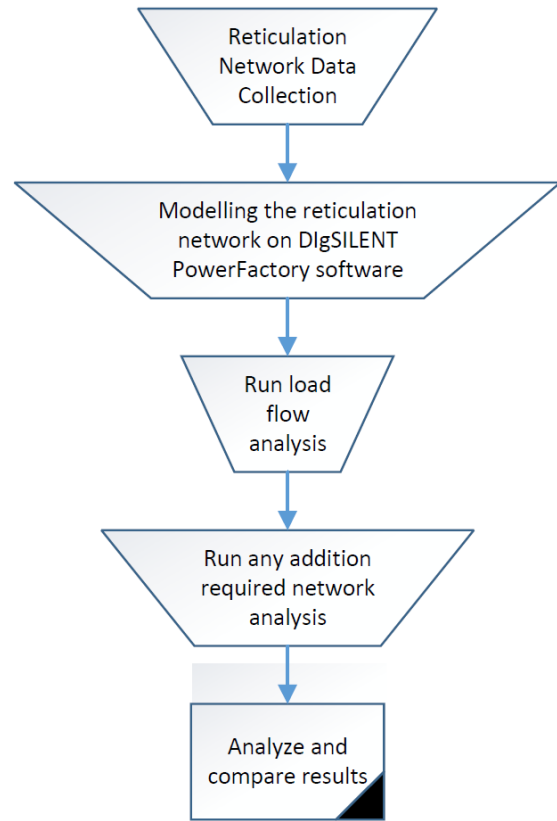 Reticulation
Network Data
Collection
Modelling the reticulation
network on DIgSILENT
PowerFactory software
Run load
flow
analysis
Run any addition
required network
analysis
Analyze and
compare results